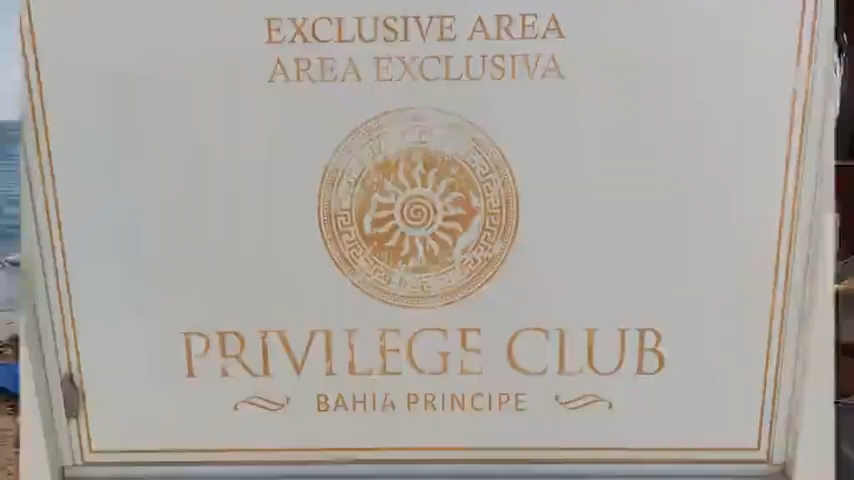 EXCLUSIVE AREA
AREA EXCLUSIVA
PRIVILEGE CLUB
BAHIA PRINCIPE